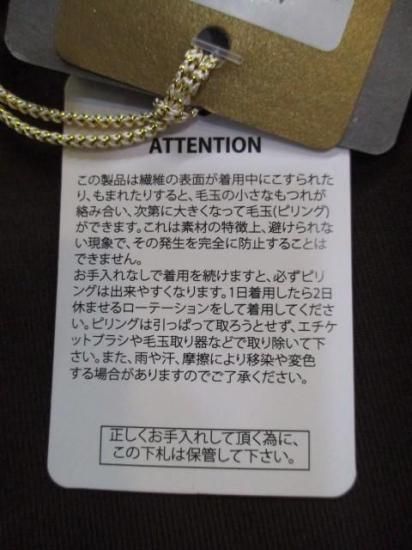 ATTENTION
この製品は繊維の表面が着用中にこすられた
り、もまれたりすると、毛玉の小さなもつれが
絡み合い、次第に大きくなって毛玉(ピリング)
ができます。これは素材の特徴上、避けられな
い現象で、その発生を完全に防止することは
できません。
お手入れなしで着用を続けますと、必ずピリ
ングは出来やすくなります。1日着用したら2日
休ませるローテーションをして着用してくださ
い。ピリングは引っぱって取ろうとせず、エチケ
ットブラシや毛玉取り器などで取り除いて下
さい。また、雨や汗、摩擦により移染や変色
する場合がありますのでご了承ください。
正しくお手入れして頂く為に、
この下札は保管して下さい。